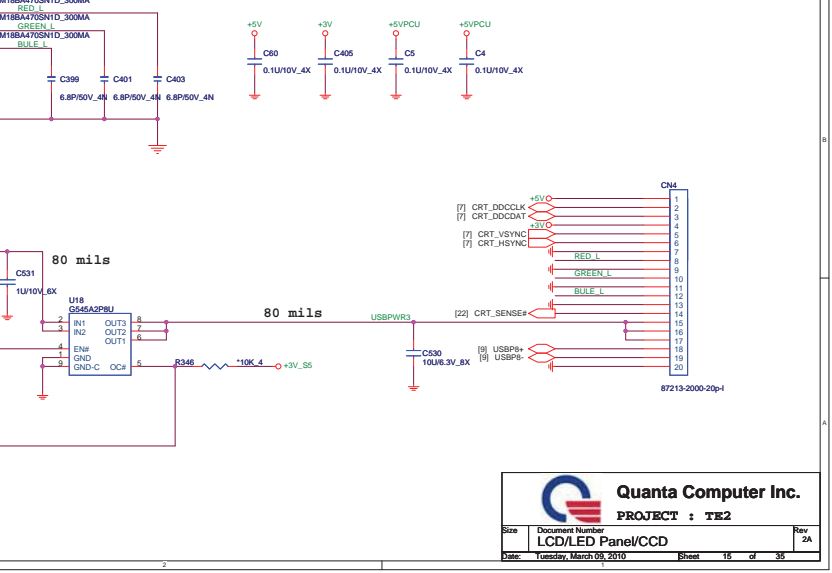 M18BA470SN1D_300MA
RED_L
M18BA470SN1D_300MA
GREEN_L
M18BA470SN1D_300MA
BULE_L
C399
6.8P/50V_4N
C401
6.8P/50V_4N
C403
6.8P/50V_4N
+5V
C60
0.1U/10V_4X
+3V
C405
0.1U/10V_4X
+5VPCU
C5
0.1U/10V_4X
+5VPCU
C4
0.1U/10V_4X
B
CN4
+5V
1
[7] CRT_DDCCLK
2
[7] CRT_DDCDAT
3
+3V
4
[7] CRT_VSYNC
5
[7] CRT_HSYNC
6
7
RED_L
8
9
GREEN_L
10
11
BULE_L
12
13
[22] CRT_SENSE#
14
15
16
17
[9] USBP8+
18
[9] USBP8-
19
20
87213-2000-20p-l
80 mils
C531
1U/10V_6X
U18
G545A2P8U
2 IN1 OUT3 8
3 IN2 OUT2 7
OUT1 6
4 EN#
1 GND
9 GND-C OC# 5
80 mils
USBPWR3
C530
10U/6.3V_8X
R346 *10K_4 +3V_S5
A
Quanta Computer Inc.
PROJECT : TE2
Size Document Number Rev
LCD/LED Panel/CCD 2A
Date: Tuesday, March 09, 2010 Sheet 15 of 35
2 1